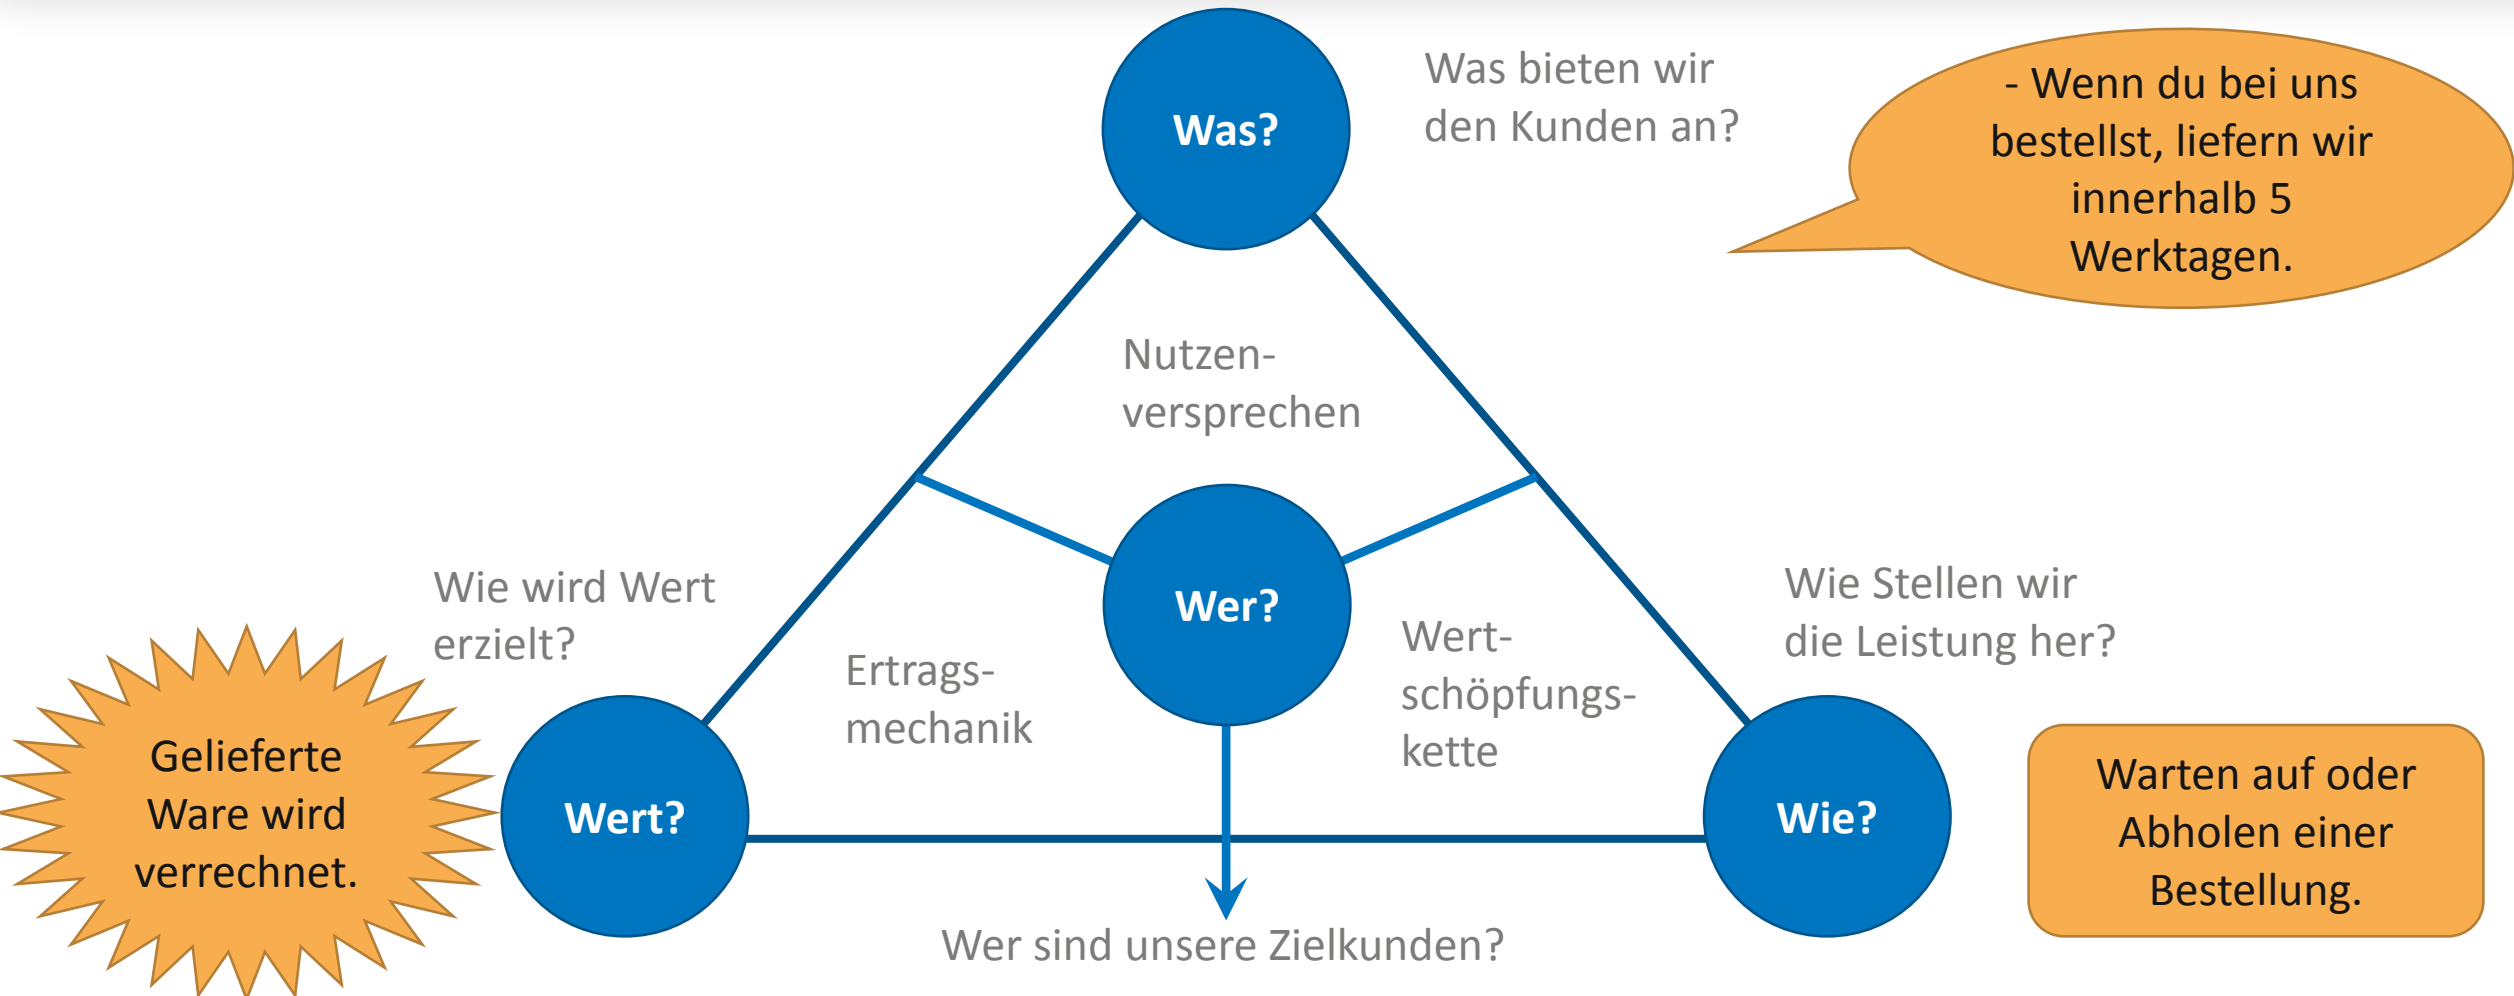 Was?
Was bieten wir
den Kunden an?
- Wenn du bei uns
bestellst, liefern wir
innerhalb 5
Werktagen.
Nutzen-
versprechen
Wer?
Wie wird Wert
erzielt?
Ertrags-
mechanik
Wert-
schöpfungs-
kette
Wie Stellen wir
die Leistung her?
Gelieferte
Ware wird
verrechnet.
Wert?
Wie?
Warten auf oder
Abholen einer
Bestellung.
Wer sind unsere Zielkunden?